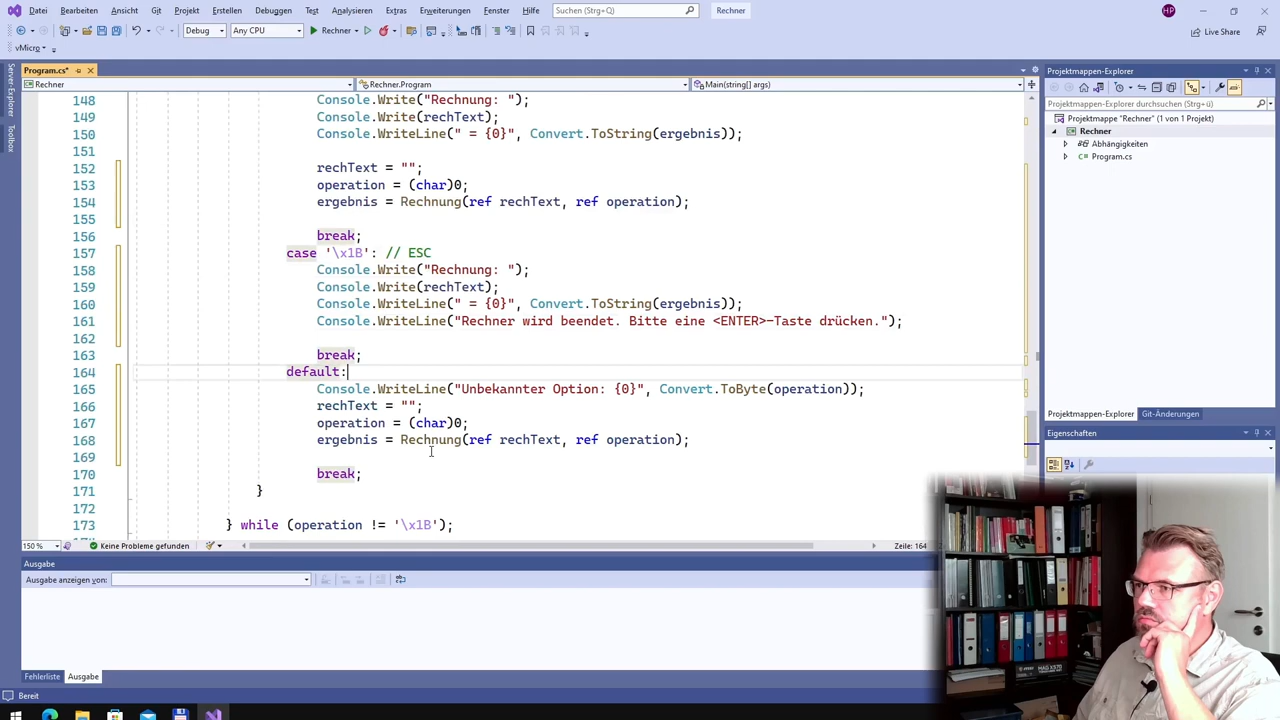 Datei Bearbeiten Ansicht Git Projekt Erstellen Debuggen Test Analysieren Extras Erweiterungen Fenster Hilfe Suchen (Strg+Q) Rechner HP
Debug Any CPU Rechner Live Share
vMicro
Server-Explorer
Toolbox
Program.cs*
Rechner Rechner.Program Main(string[] args)
148 Console.Write("Rechnung: ");
149 Console.Write(rechText);
150 Console.WriteLine(" = {0}", Convert.ToString(ergebnis));
151
152 rechText = "";
153 operation = (char)0;
154 ergebnis = Rechnung(ref rechText, ref operation);
155
156 break;
157 case '\x1B': // ESC
158 Console.Write("Rechnung: ");
159 Console.Write(rechText);
160 Console.WriteLine(" = {0}", Convert.ToString(ergebnis));
161 Console.WriteLine("Rechner wird beendet. Bitte eine <ENTER>-Taste drücken.");
162
163 break;
164 default:
165 Console.WriteLine("Unbekannter Option: {0}", Convert.ToByte(operation));
166 rechText = "";
167 operation = (char)0;
168 ergebnis = Rechnung(ref rechText, ref operation);
169
170 break;
171 }
172
173 } while (operation != '\x1B');
150 % Keine Probleme gefunden Zeile: 164
Ausgabe
Ausgabe anzeigen von:
Fehlerliste Ausgabe
Bereit
Projektmappen-Explorer
Projektmappen-Explorer durchsuchen (Strg+ü)
Projektmappe "Rechner" (1 von 1 Projekt)
Rechner
Abhängigkeiten
Program.cs
Projektmappen-Explorer Git-Änderungen
Eigenschaften